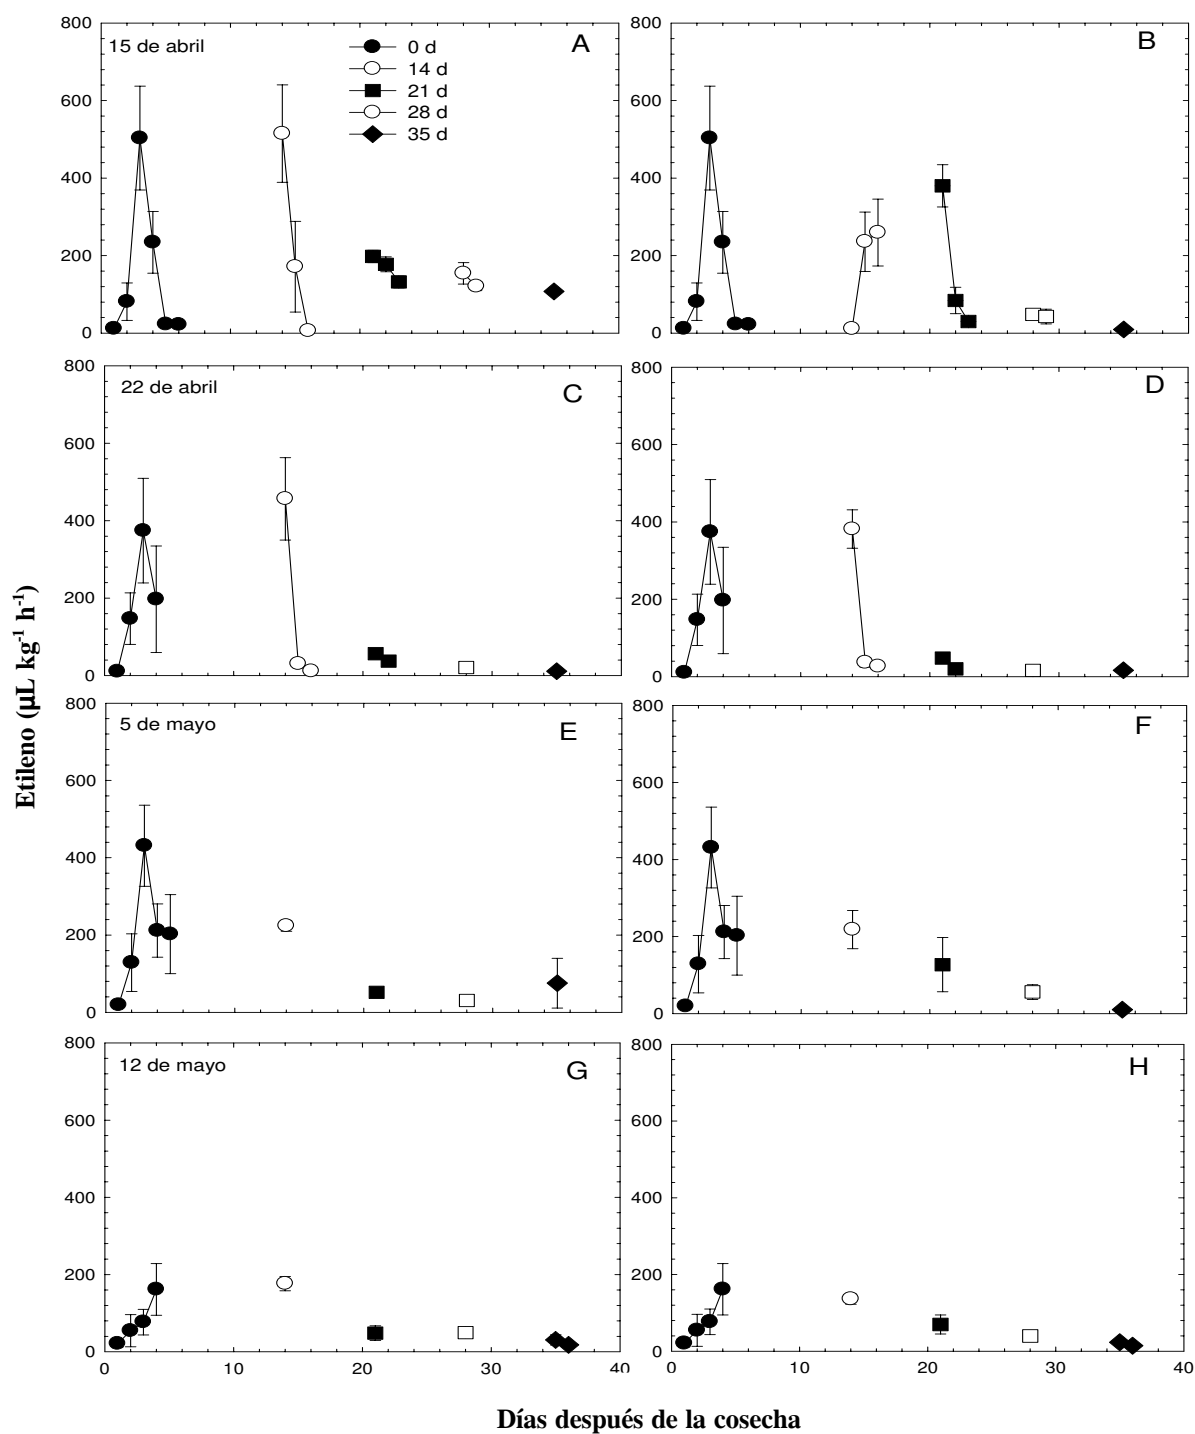 800
600
400
200
0
15 de abril
A
0 d
14 d
21 d
28 d
35 d
800
600
400
200
0
B
800
600
400
200
0
22 de abril
C
800
600
400
200
0
D
800
600
400
200
0
5 de mayo
E
800
600
400
200
0
F
800
600
400
200
0
12 de mayo
G
0 10 20 30 40
800
600
400
200
0
H
0 10 20 30 40
Etileno (µL kg⁻¹ h⁻¹)
Días después de la cosecha